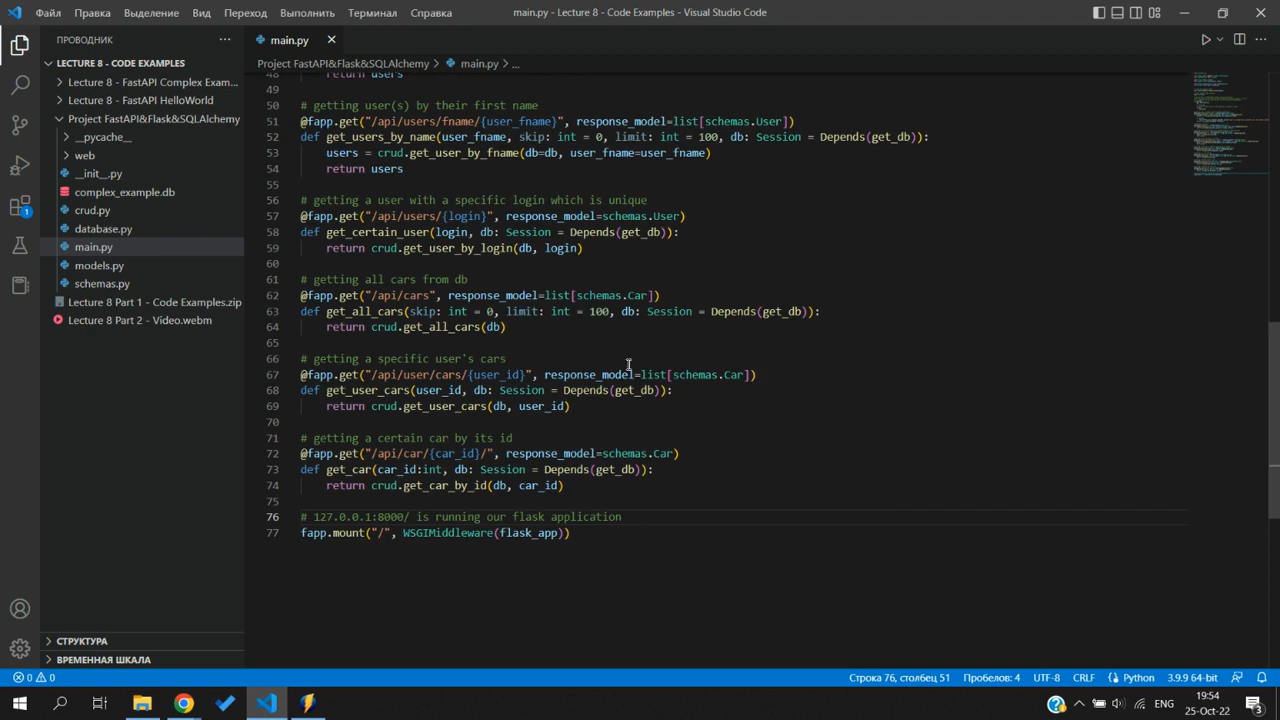 Файл Правка Выделение Вид Переход Выполнить Терминал Справка
main.py - Lecture 8 - Code Examples - Visual Studio Code
ПРОВОДНИК ...
main.py
LECTURE 8 - CODE EXAMPLES
Lecture 8 - FastAPI Complex Exam...
Lecture 8 - FastAPI HelloWorld
Project FastAPI&Flask&SQLAlchemy
__pycache__
web
__init__.py
complex_example.db
crud.py
database.py
main.py
models.py
schemas.py
Lecture 8 Part 1 - Code Examples.zip
Lecture 8 Part 2 - Video.webm
СТРУКТУРА
ВРЕМЕННАЯ ШКАЛА
Project FastAPI&Flask&SQLAlchemy > main.py > ...
48 return users
49
50 # getting user(s) by their first name
51 @fapp.get("/api/users/fname/{user_fname}", response_model=list[schemas.User])
52 def get_users_by_name(user_fname, skip: int = 0, limit: int = 100, db: Session = Depends(get_db)):
53 users = crud.get_user_by_fname(db=db, user_fname=user_fname)
54 return users
55
56 # getting a user with a specific login which is unique
57 @fapp.get("/api/users/{login}", response_model=schemas.User)
58 def get_certain_user(login, db: Session = Depends(get_db)):
59 return crud.get_user_by_login(db, login)
60
61 # getting all cars from db
62 @fapp.get("/api/cars", response_model=list[schemas.Car])
63 def get_all_cars(skip: int = 0, limit: int = 100, db: Session = Depends(get_db)):
64 return crud.get_all_cars(db)
65
66 # getting a specific user's cars
67 @fapp.get("/api/user/cars/{user_id}", response_model=list[schemas.Car])
68 def get_user_cars(user_id, db: Session = Depends(get_db)):
69 return crud.get_user_cars(db, user_id)
70
71 # getting a certain car by its id
72 @fapp.get("/api/car/{car_id}/", response_model=schemas.Car)
73 def get_car(car_id:int, db: Session = Depends(get_db)):
74 return crud.get_car_by_id(db, car_id)
75
76 # 127.0.0.1:8000/ is running our flask application
77 fapp.mount("/", WSGIMiddleware(flask_app))
0 0
Строка 76, столбец 51 Пробелов: 4 UTF-8 CRLF Python 3.9.9 64-bit
1
ENG
19:54
25-Oct-22
3